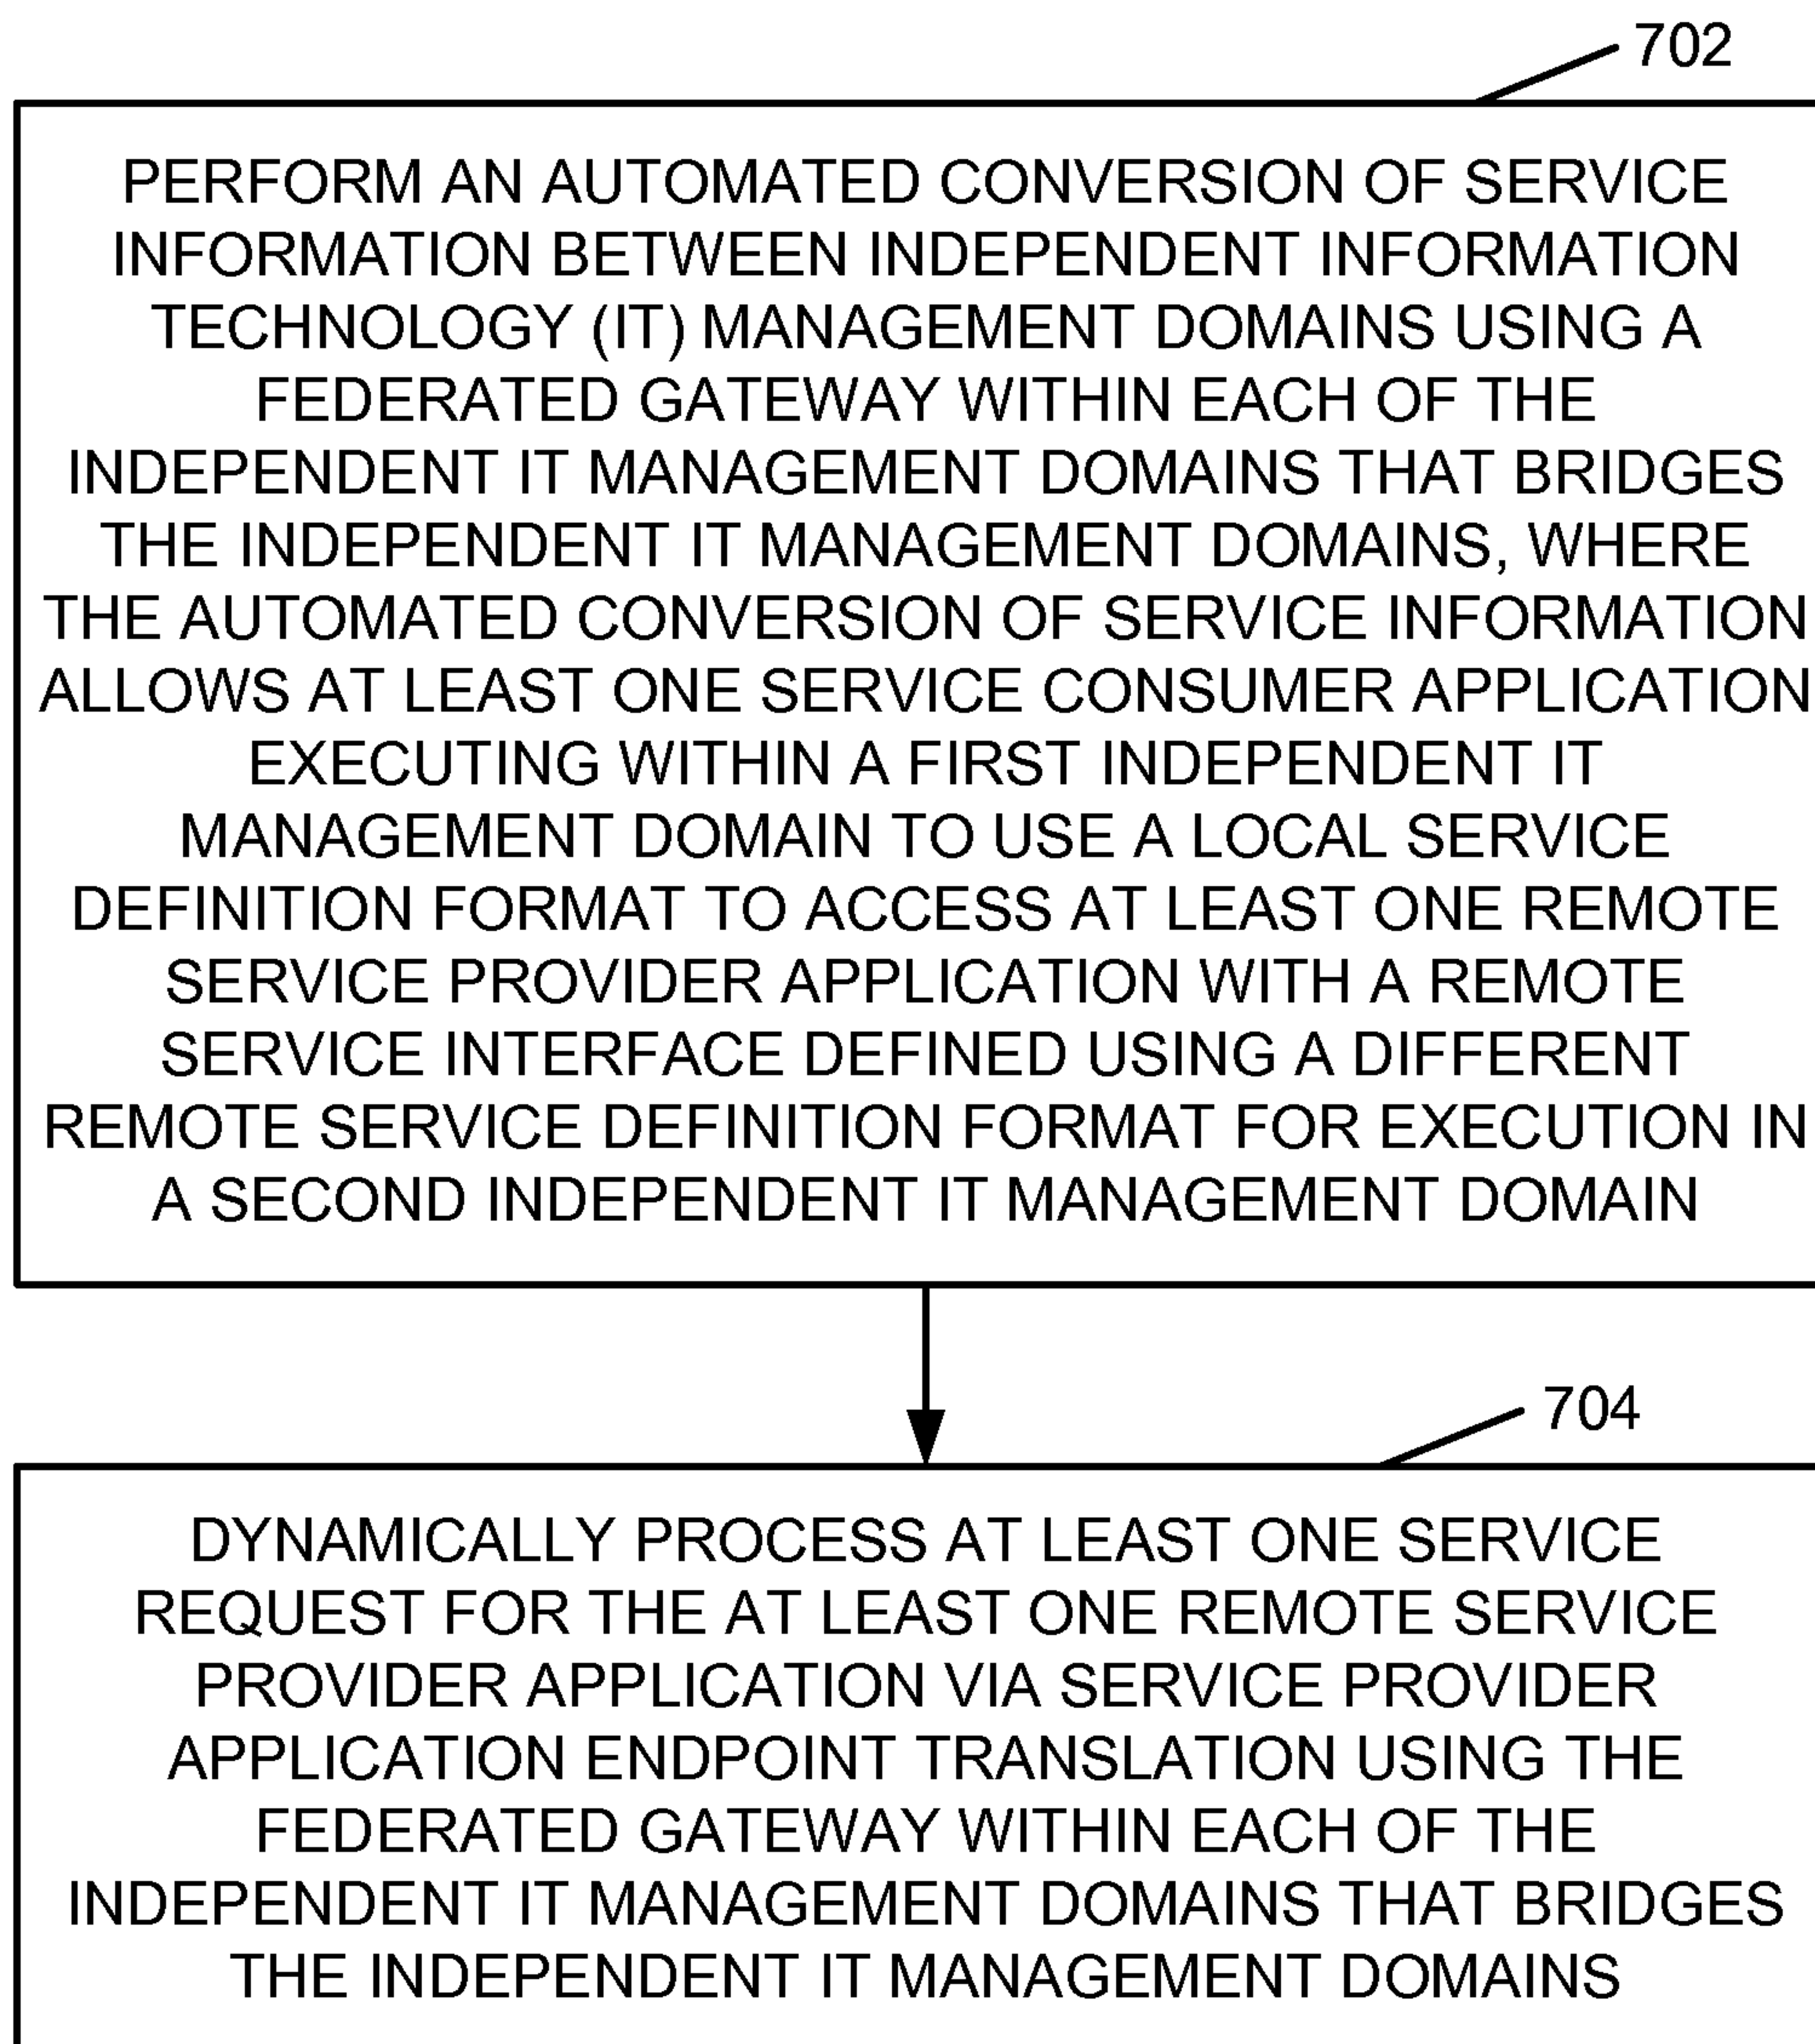 702
PERFORM AN AUTOMATED CONVERSION OF SERVICE
INFORMATION BETWEEN INDEPENDENT INFORMATION
TECHNOLOGY (IT) MANAGEMENT DOMAINS USING A
FEDERATED GATEWAY WITHIN EACH OF THE
INDEPENDENT IT MANAGEMENT DOMAINS THAT BRIDGES
THE INDEPENDENT IT MANAGEMENT DOMAINS, WHERE
THE AUTOMATED CONVERSION OF SERVICE INFORMATION
ALLOWS AT LEAST ONE SERVICE CONSUMER APPLICATION
EXECUTING WITHIN A FIRST INDEPENDENT IT
MANAGEMENT DOMAIN TO USE A LOCAL SERVICE
DEFINITION FORMAT TO ACCESS AT LEAST ONE REMOTE
SERVICE PROVIDER APPLICATION WITH A REMOTE
SERVICE INTERFACE DEFINED USING A DIFFERENT
REMOTE SERVICE DEFINITION FORMAT FOR EXECUTION IN
A SECOND INDEPENDENT IT MANAGEMENT DOMAIN
704
DYNAMICALLY PROCESS AT LEAST ONE SERVICE
REQUEST FOR THE AT LEAST ONE REMOTE SERVICE
PROVIDER APPLICATION VIA SERVICE PROVIDER
APPLICATION ENDPOINT TRANSLATION USING THE
FEDERATED GATEWAY WITHIN EACH OF THE
INDEPENDENT IT MANAGEMENT DOMAINS THAT BRIDGES
THE INDEPENDENT IT MANAGEMENT DOMAINS